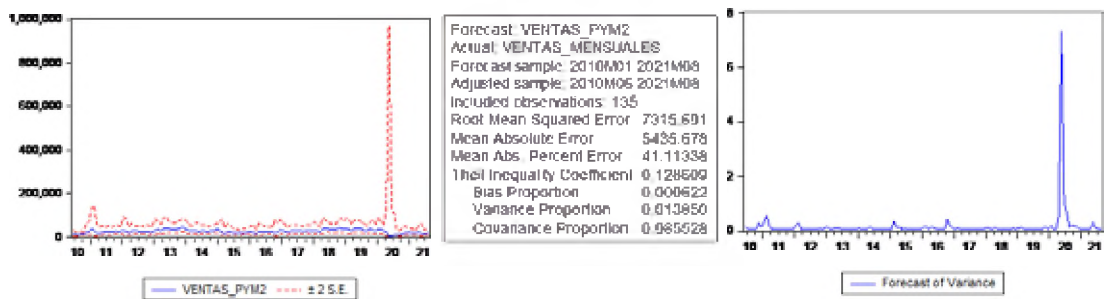 1,000,000
800,000
600,000
400,000
200,000
0
10 11 12 13 14 15 16 17 18 19 20 21
VENTAS_PYM2 ± 2 S.E.
Forecast: VENTAS_PYM2
Actual: VENTAS_MENSUALES
Forecast sample: 2010M01 2021M08
Adjusted sample: 2010M06 2021M08
Included observations: 135
Root Mean Squared Error 7315.691
Mean Absolute Error 5435.678
Mean Abs. Percent Error 41.11338
Theil Inequality Coefficient 0.128609
Bias Proportion 0.000622
Variance Proportion 0.013850
Covariance Proportion 0.985528
8
6
4
2
0
10 11 12 13 14 15 16 17 18 19 20 21
Forecast of Variance